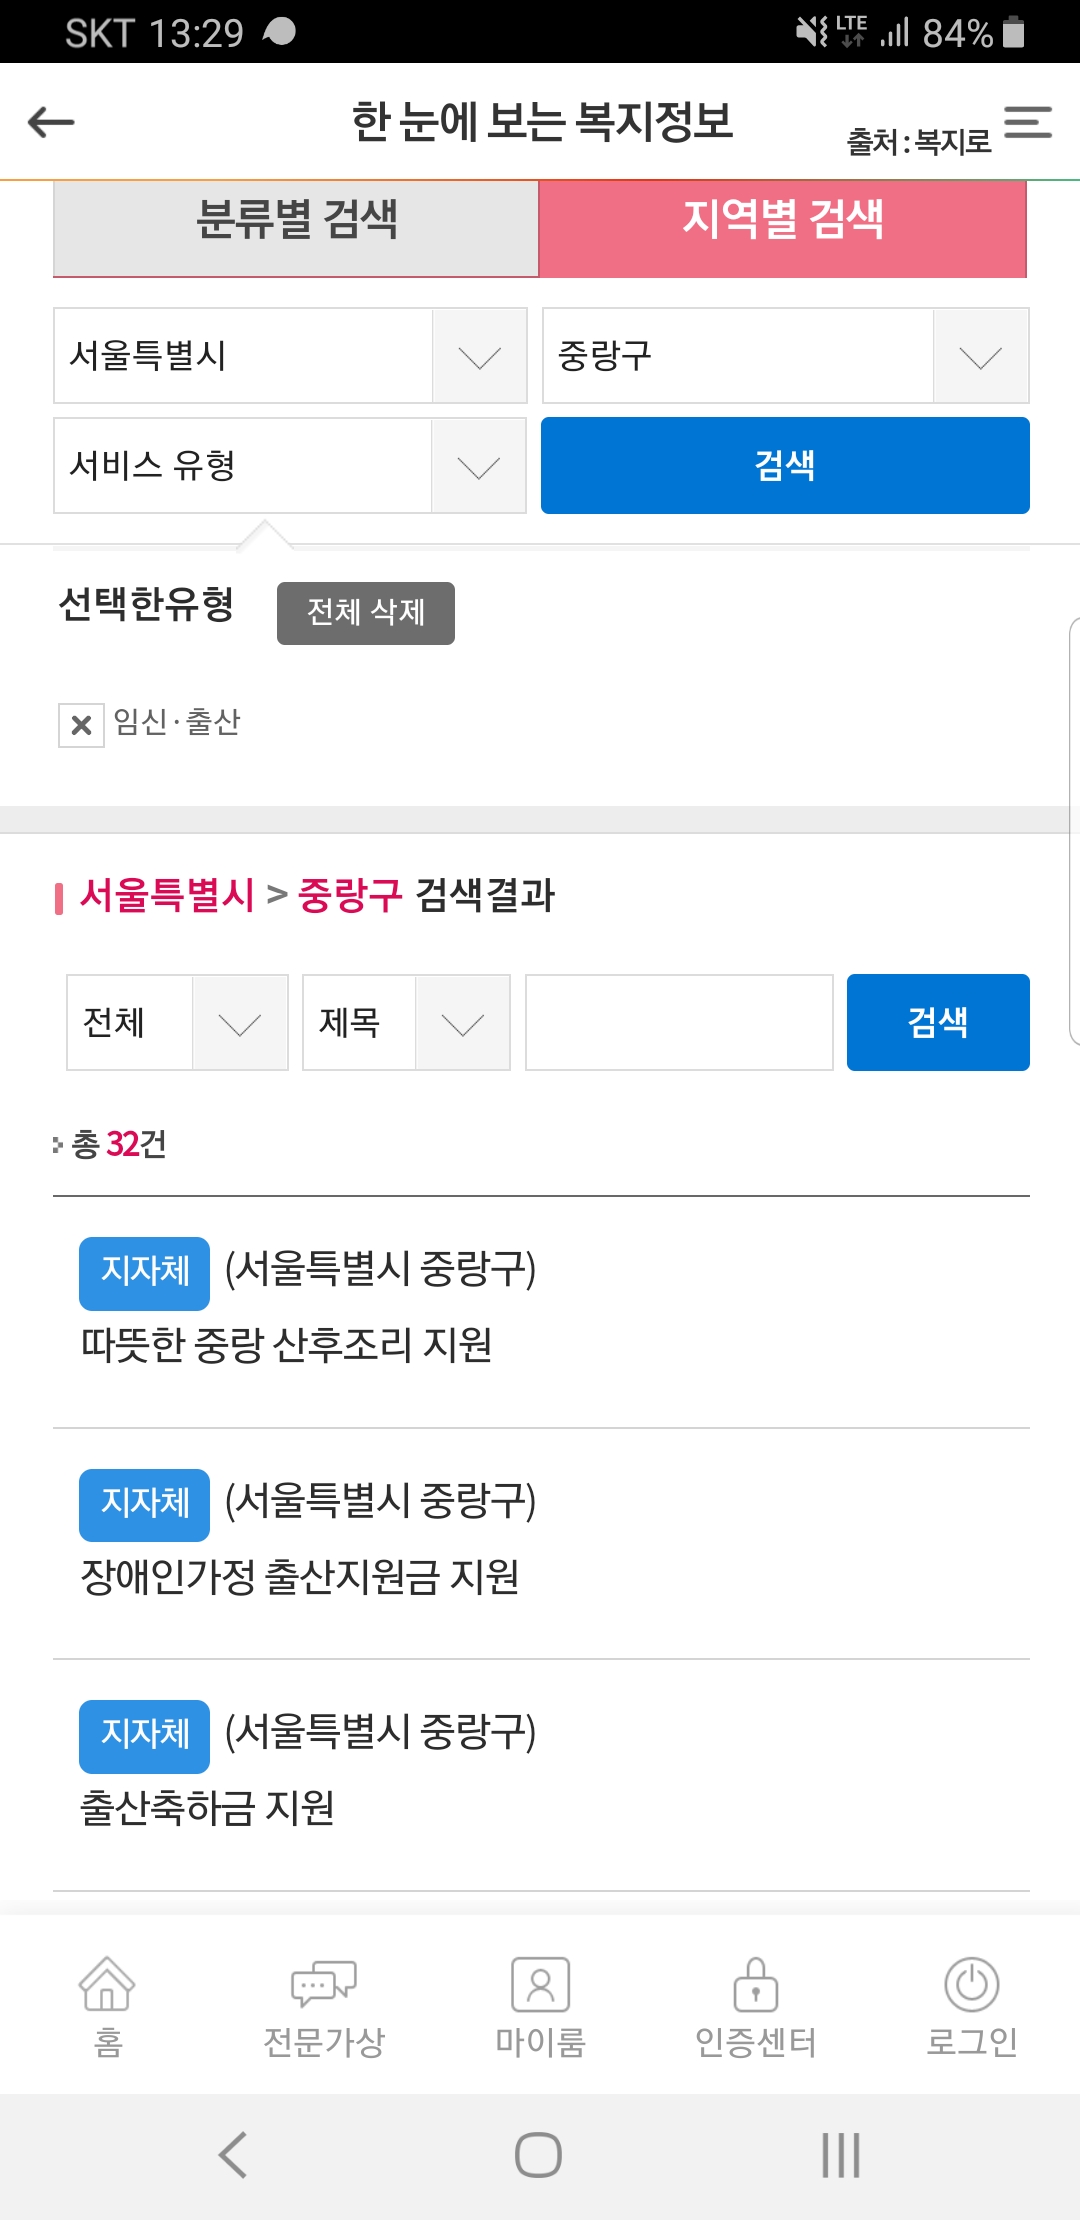 SKT 13:29 LTE 84%
한 눈에 보는 복지정보
출처 : 복지로
분류별 검색 지역별 검색
서울특별시 중랑구
서비스 유형 검색
선택한유형 전체 삭제
임신·출산
서울특별시 > 중랑구 검색결과
전체 제목 검색
총 32건
지자체 (서울특별시 중랑구)
따뜻한 중랑 산후조리 지원
지자체 (서울특별시 중랑구)
장애인가정 출산지원금 지원
지자체 (서울특별시 중랑구)
출산축하금 지원
홈 전문가상 마이룸 인증센터 로그인